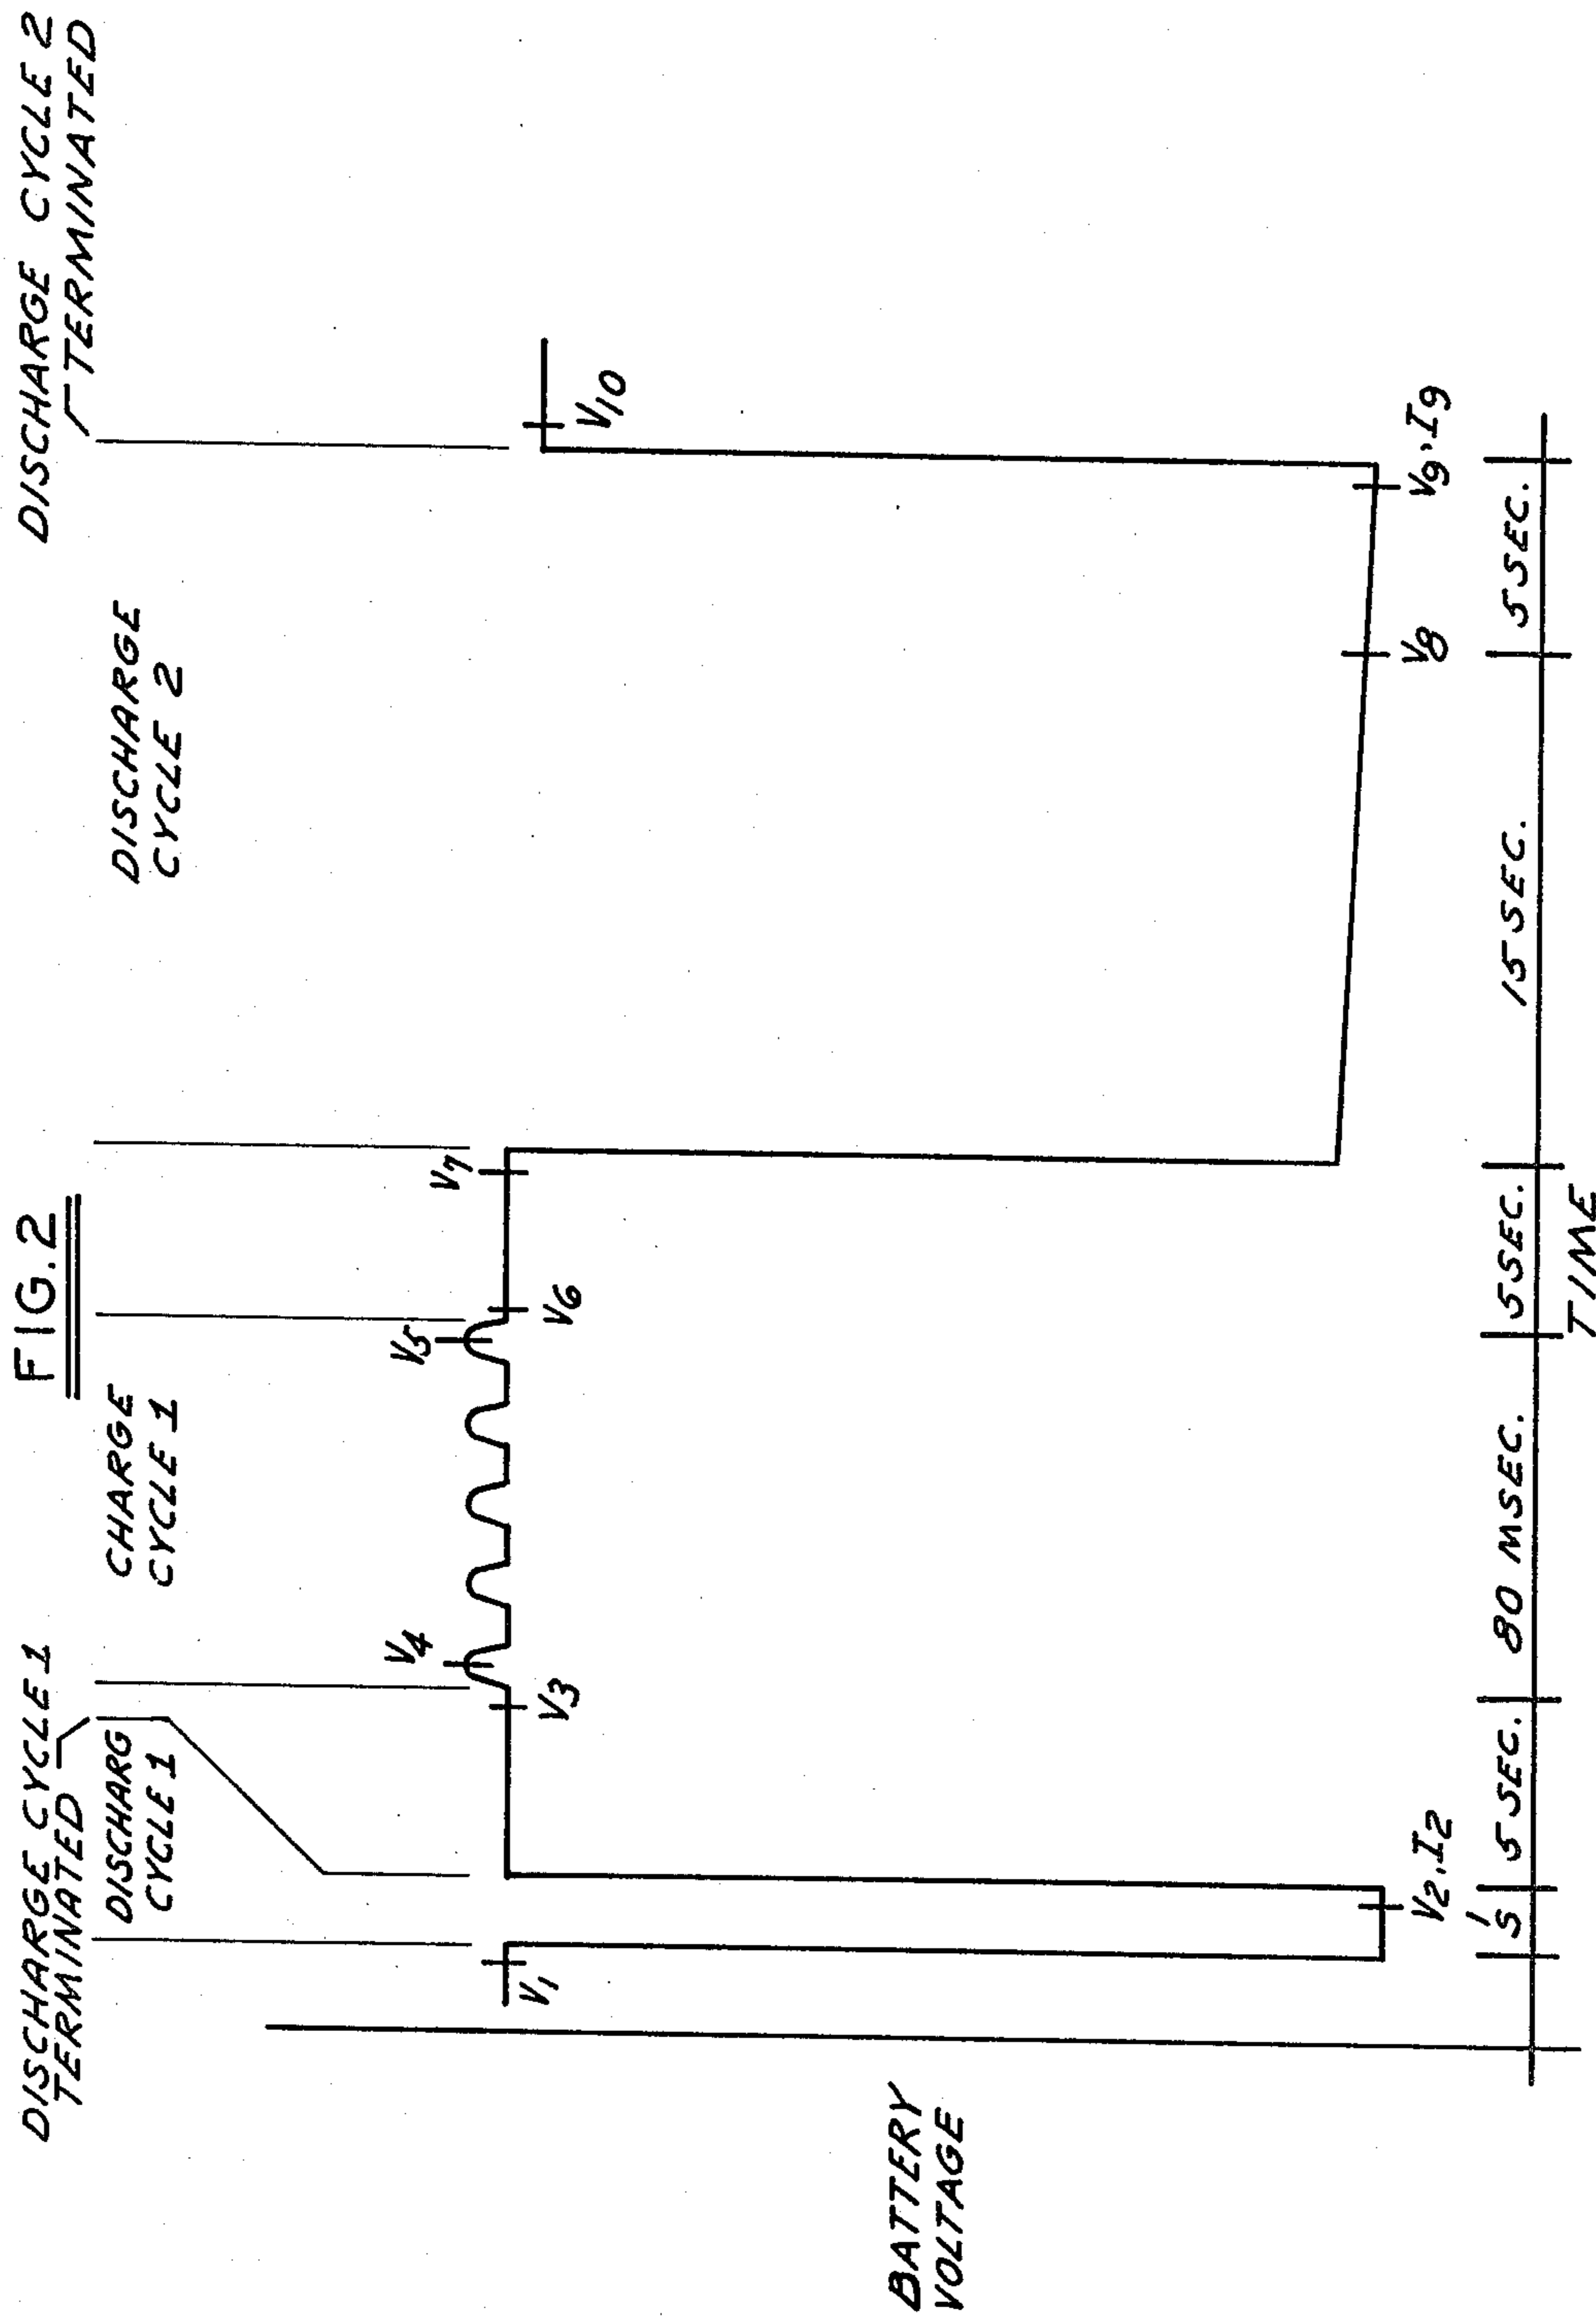 FIG. 2
DISCHARGE CYCLE 1
TERMINATED
DISCHARG
CYCLE 1
CHARGE
CYCLE 1
DISCHARGE
CYCLE 2
DISCHARGE CYCLE 2
TERMINATED
V1
V3
V4
V5
V6
V7
V10
BATTERY
VOLTAGE
V2, I2
V8
V9, I9
5 SEC.
80 MSEC.
5 SEC.
15 SEC.
5 SEC.
TIME